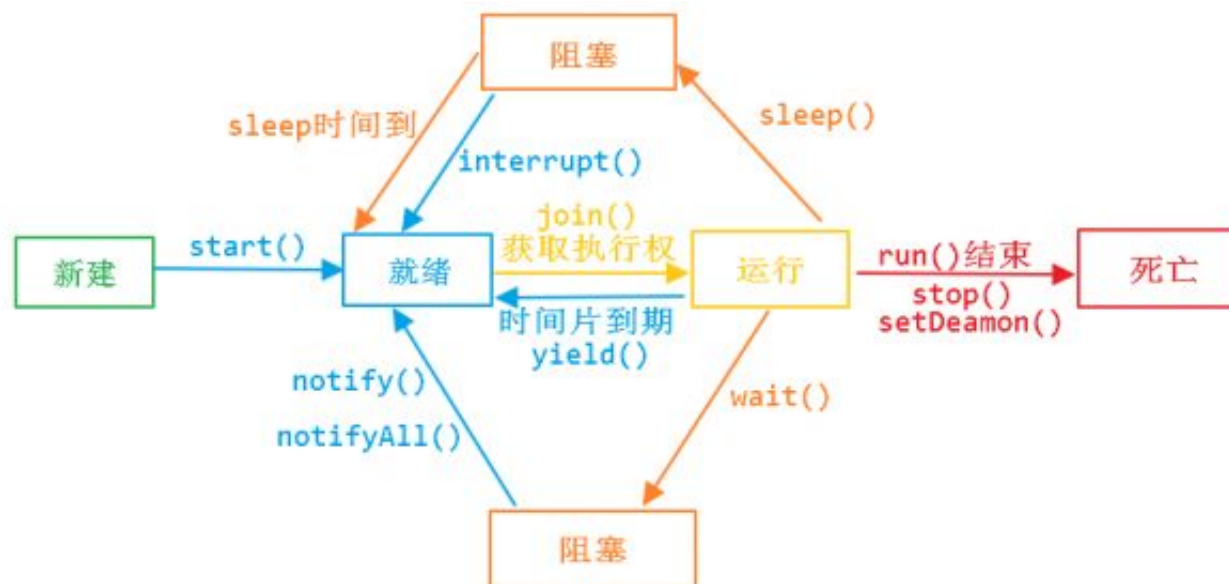 阻塞
sleep()
sleep时间到
interrupt()
join()
获取执行权
start()
新建
就绪
运行
run()结束
死亡
stop()
setDeamon()
时间片到期
yield()
notify()
wait()
notifyAll()
阻塞